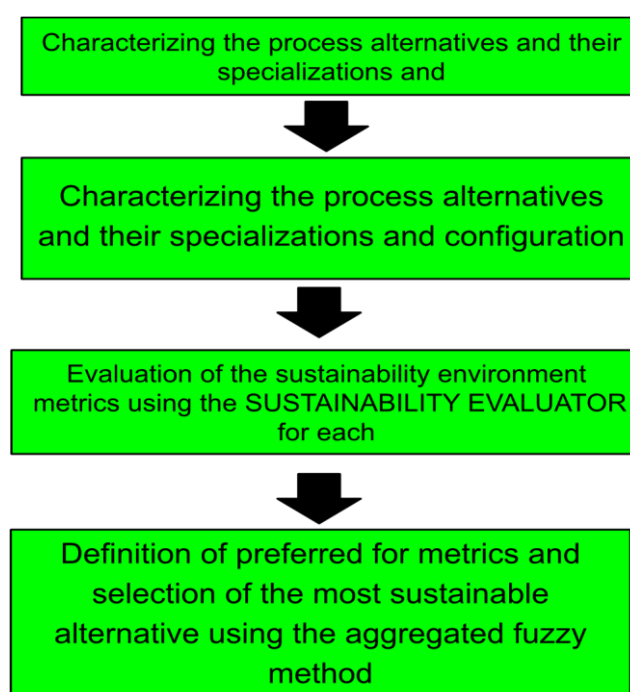 Characterizing the process alternatives and their
specializations and
Characterizing the process alternatives
and their specializations and configuration
Evaluation of the sustainability environment
metrics using the SUSTAINABILITY EVALUATOR
for each
Definition of preferred for metrics and
selection of the most sustainable
alternative using the aggregated fuzzy
method